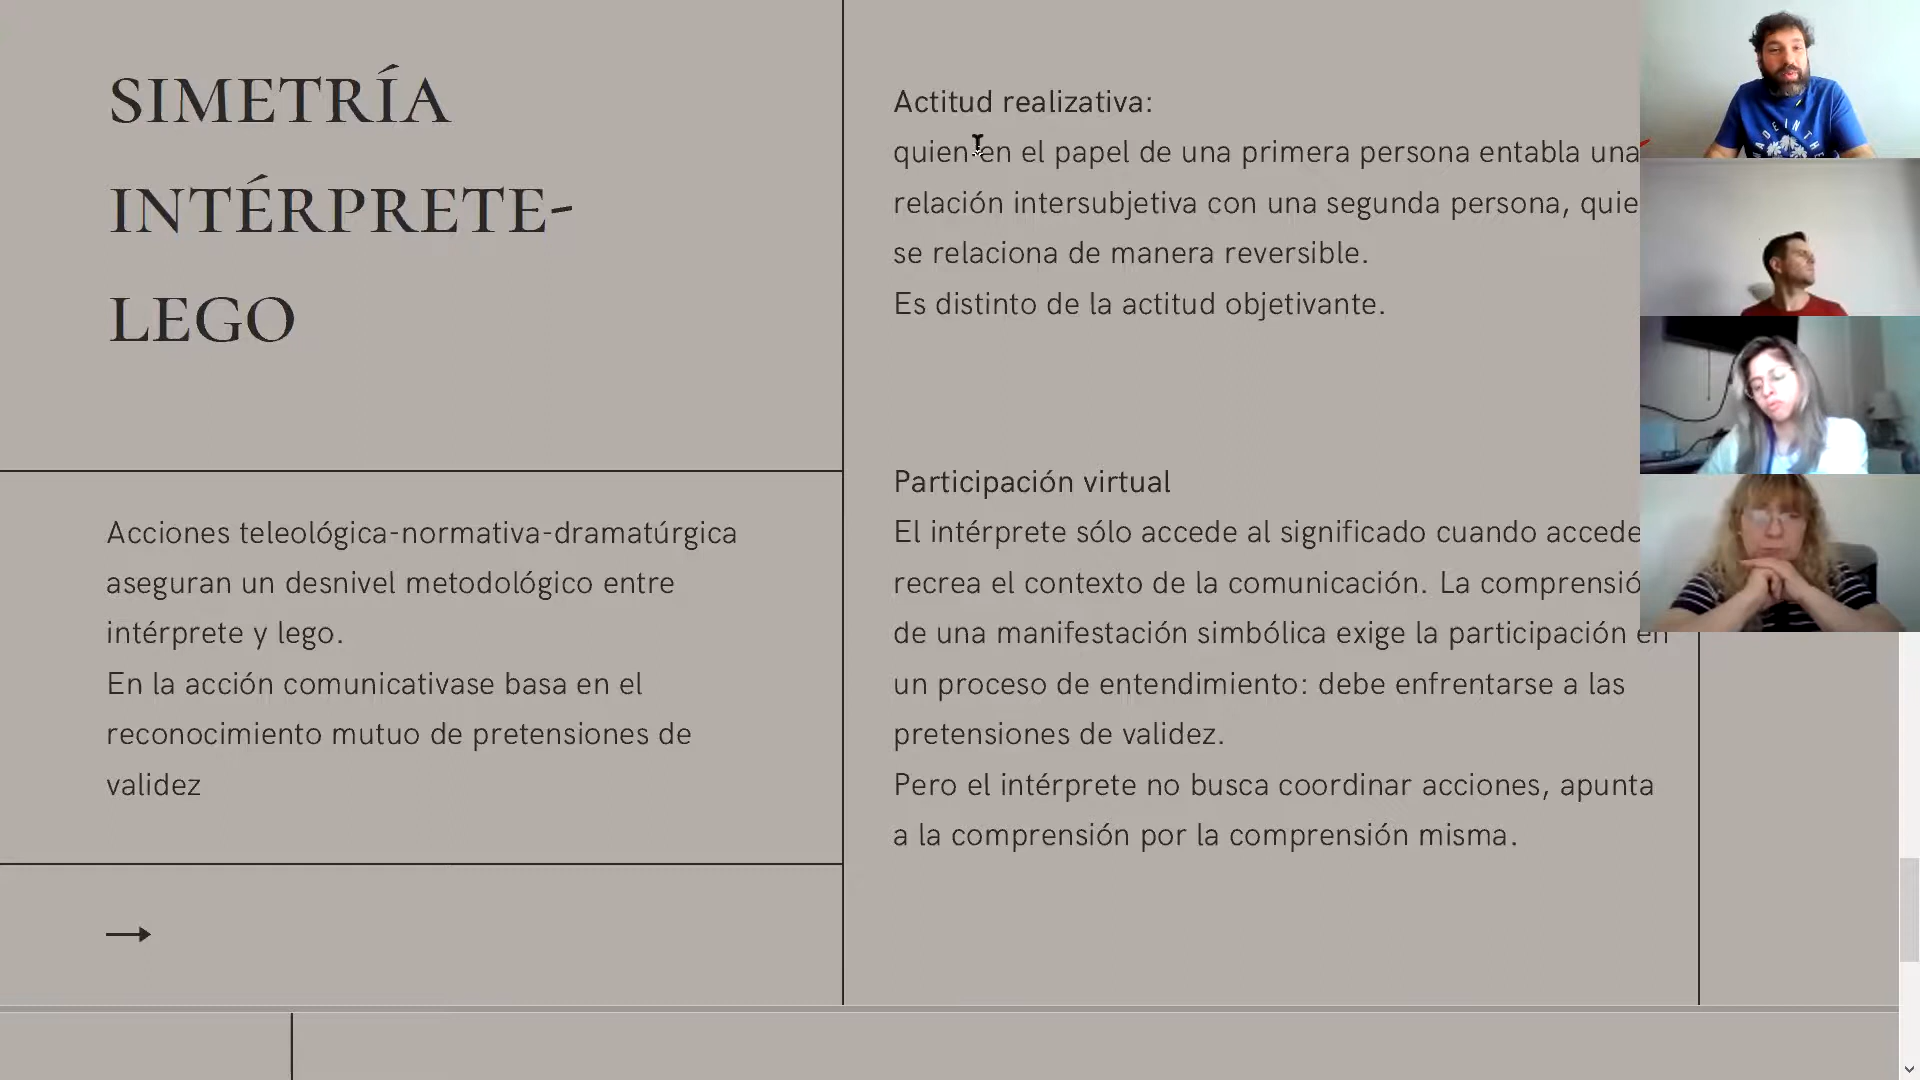 SIMETRÍA
INTÉRPRETE-
LEGO
Acciones teleológica-normativa-dramatúrgica
aseguran un desnivel metodológico entre
intérprete y lego.
En la acción comunicativase basa en el
reconocimiento mutuo de pretensiones de
validez
Actitud realizativa:
quien en el papel de una primera persona entabla una
relación intersubjetiva con una segunda persona, quie
se relaciona de manera reversible.
Es distinto de la actitud objetivante.
Participación virtual
El intérprete sólo accede al significado cuando accede
recrea el contexto de la comunicación. La comprensió
de una manifestación simbólica exige la participación en
un proceso de entendimiento: debe enfrentarse a las
pretensiones de validez.
Pero el intérprete no busca coordinar acciones, apunta
a la comprensión por la comprensión misma.